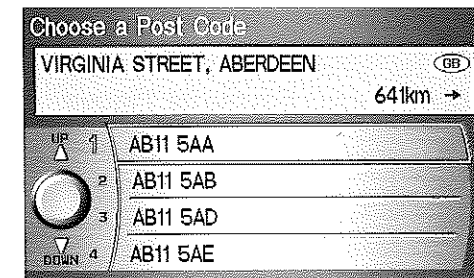 Choose a Post Code
VIRGINIA STREET, ABERDEEN GB
641km →
UP 1 AB11 5AA
2 AB11 5AB
3 AB11 5AD
DOWN 4 AB11 5AE